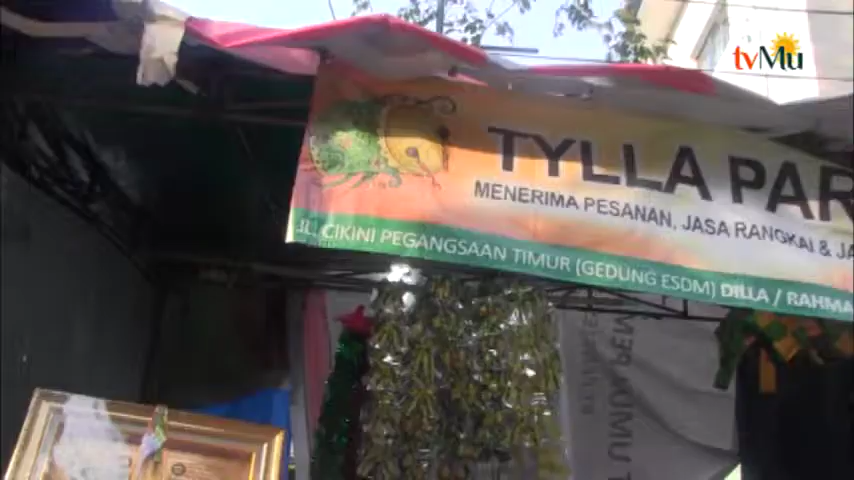 tvMu
TYLLA PAR
MENERIMA PESANAN, JASA RANGKAI & JA
JL. CIKINI PEGANGSAAN TIMUR (GEDUNG ESDM) DILLA / RAHMA